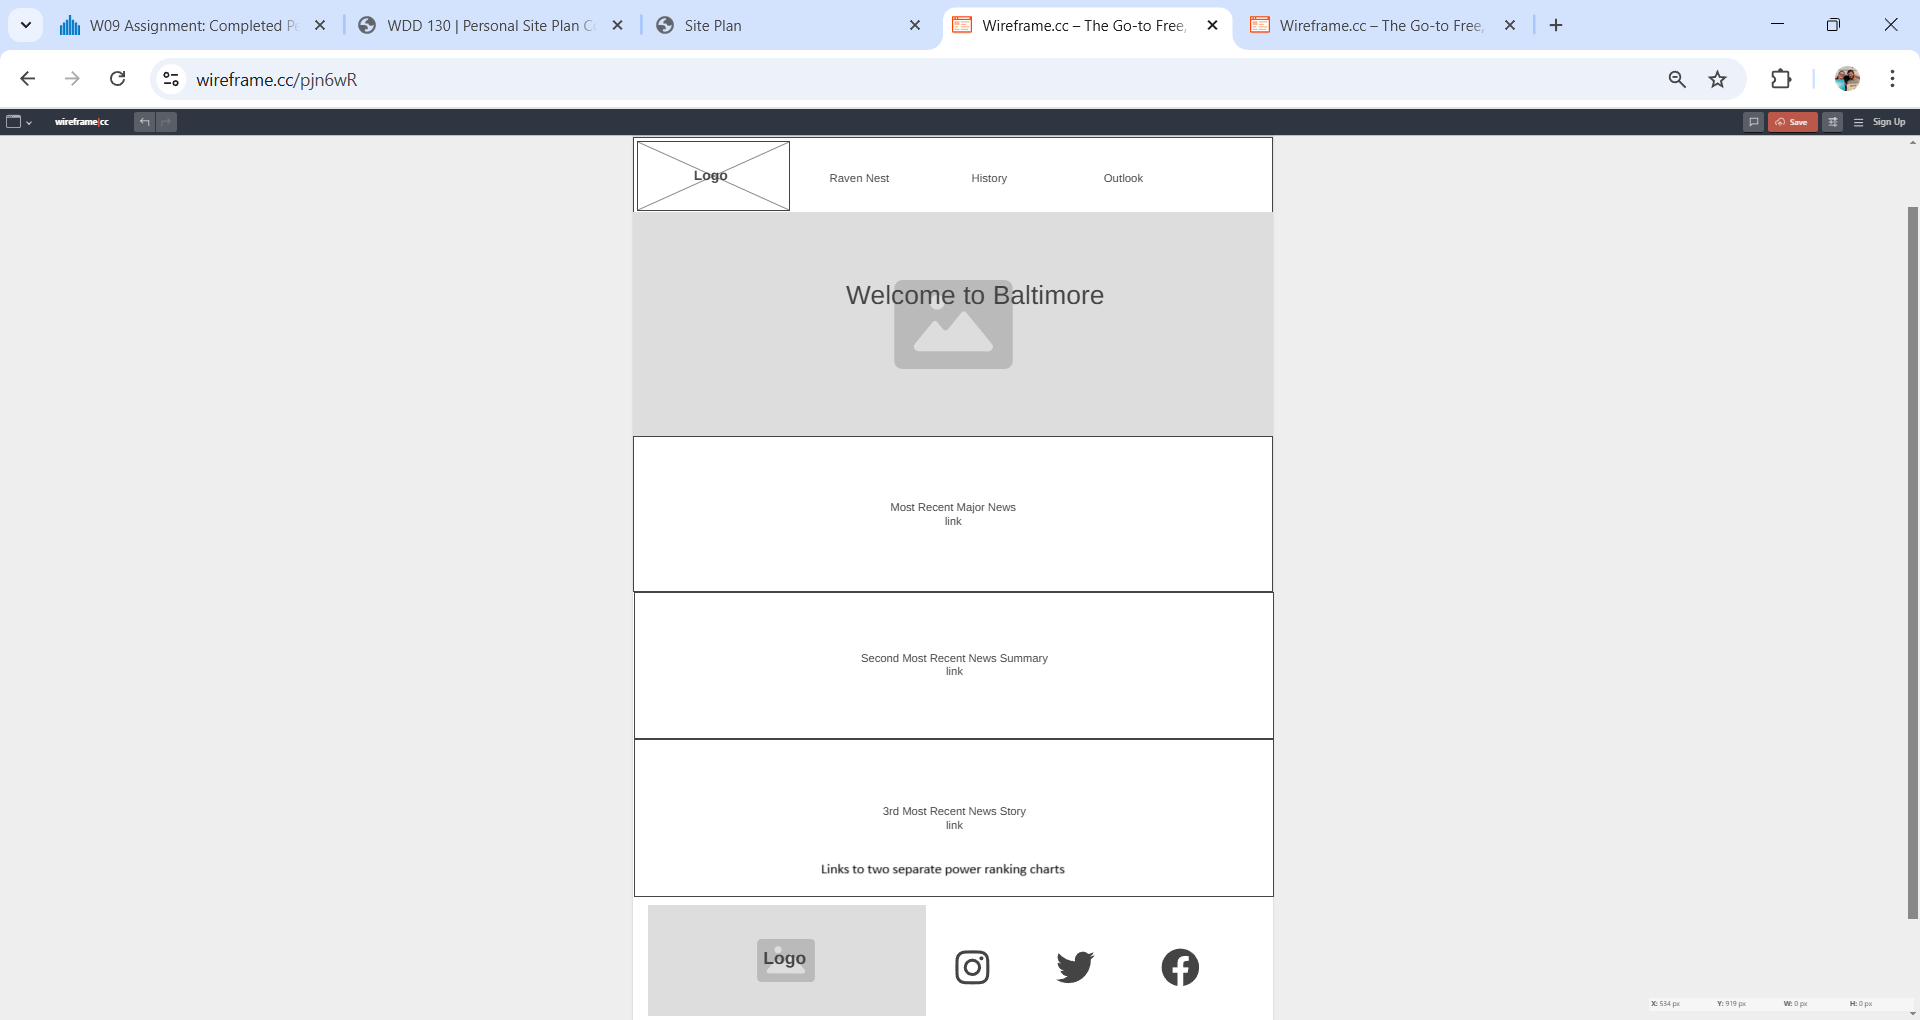 W09 Assignment: Completed Pe
WDD 130 | Personal Site Plan Co
Site Plan
Wireframe.cc – The Go-to Free,
Wireframe.cc – The Go-to Free,
wireframe.cc/pjn6wR
wireframe|cc
Save
Sign Up
Logo
Raven Nest
History
Outlook
Welcome to Baltimore
Most Recent Major News
link
Second Most Recent News Summary
link
3rd Most Recent News Story
link
Links to two separate power ranking charts
Logo
X: 534 px Y: 919 px W: 0 px H: 0 px